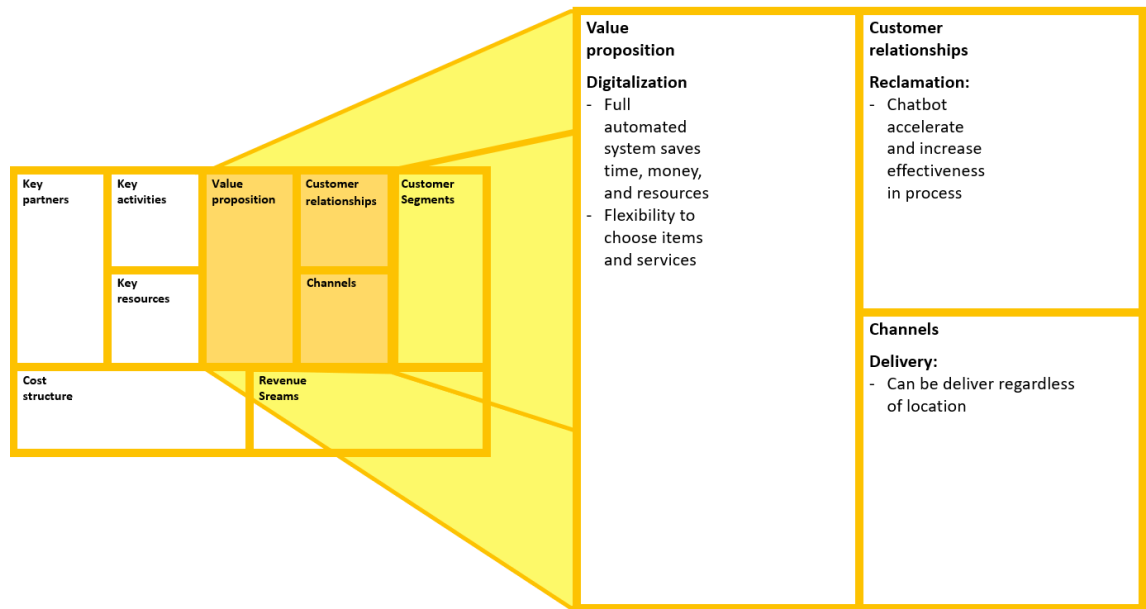 Key
partners
Key
activities
Key
resources
Value
proposition
Customer
relationships
Channels
Customer
Segments
Cost
structure
Revenue
Sreams
Value
proposition
Digitalization
- Full
automated
system saves
time, money,
and resources
- Flexibility to
choose items
and services
Customer
relationships
Reclamation:
- Chatbot
accelerate
and increase
effectiveness
in process
Channels
Delivery:
- Can be deliver regardless
of location